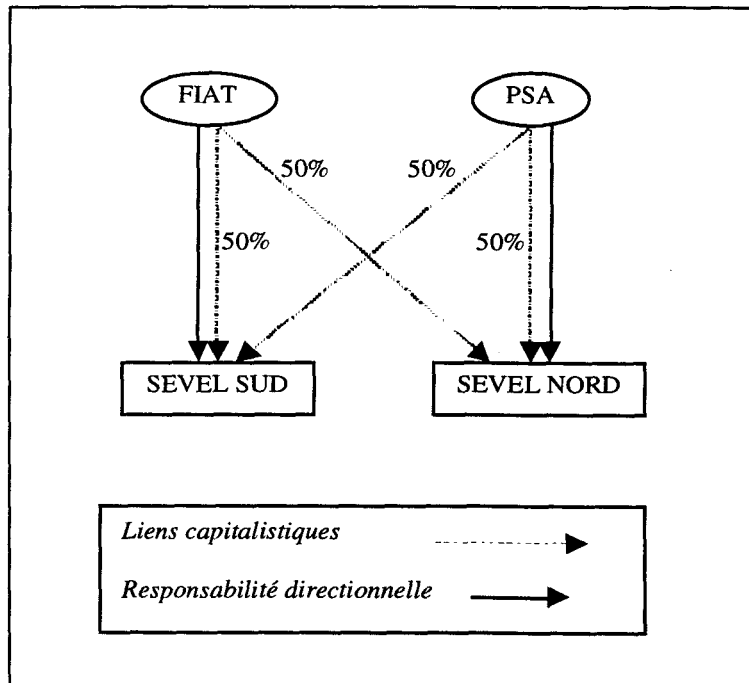 FIAT
PSA
50%
50%
50%
50%
SEVEL SUD
SEVEL NORD
Liens capitalistiques
Responsabilité directionnelle